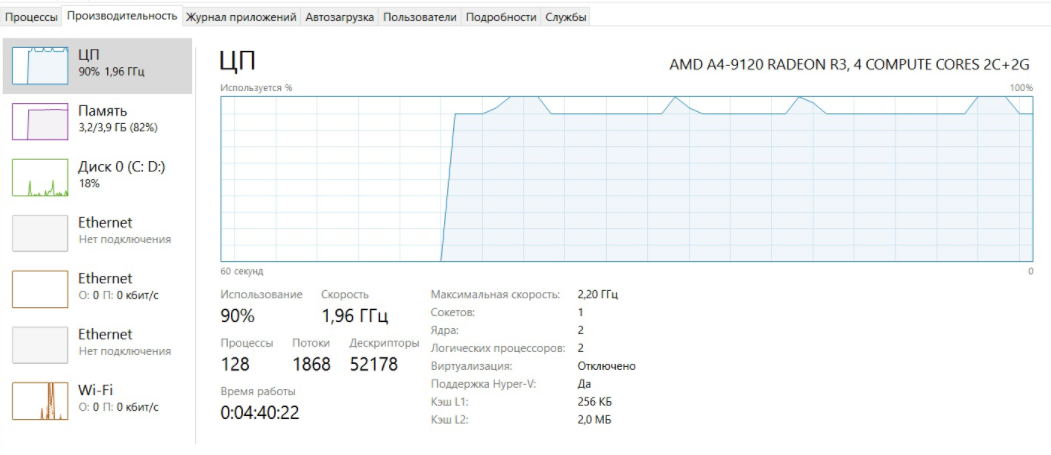 Процессы Производительность Журнал приложений Автозагрузка Пользователи Подробности Службы
ЦП
90% 1,96 ГГц
Память
3,2/3,9 ГБ (82%)
Диск 0 (C: D:)
18%
Ethernet
Нет подключения
Ethernet
О: 0 П: 0 кбит/с
Ethernet
Нет подключения
Wi-Fi
О: 0 П: 0 кбит/с
ЦП
AMD A4-9120 RADEON R3, 4 COMPUTE CORES 2C+2G
Используется %
100%
60 секунд
0
Использование Скорость
90% 1,96 ГГц
Процессы Потоки Дескрипторы
128 1868 52178
Время работы
0:04:40:22
Максимальная скорость: 2,20 ГГц
Сокетов: 1
Ядра: 2
Логических процессоров: 2
Виртуализация: Отключено
Поддержка Hyper-V: Да
Кэш L1: 256 КБ
Кэш L2: 2,0 МБ